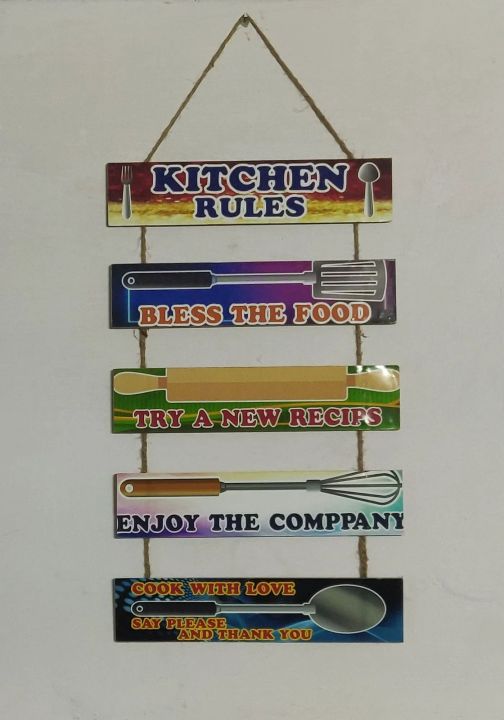 KITCHEN
RULES
BLESS THE FOOD
TRY A NEW RECIPS
ENJOY THE COMPPANY
COOK WITH LOVE
SAY PLEASE
AND THANK YOU